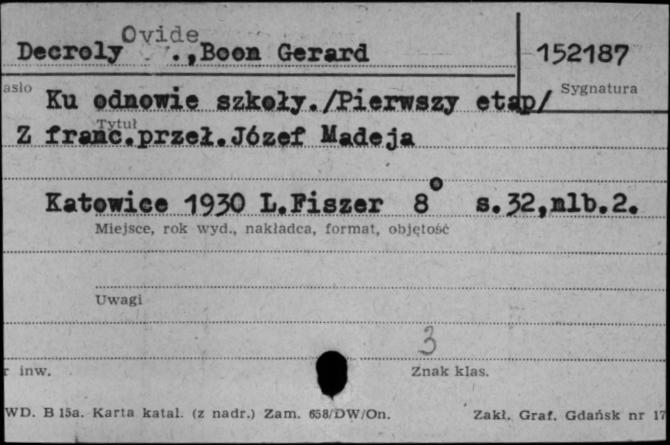 Decroly Ovide.,Boon Gerard
152187
asło
Sygnatura
Ku odnowie szkoły./Pierwszy etap/
Tytuł
Z franc.przeł.Józef Madeja
Katowice 1930 L.Fiszer 8° s.32,nlb.2.
Miejsce, rok wyd., nakładca, format, objętość
Uwagi
3
r inw.
Znak klas.
WD. B 15a. Karta katal. (z nadr.) Zam. 658/DW/On.
Zakł. Graf. Gdańsk nr 17